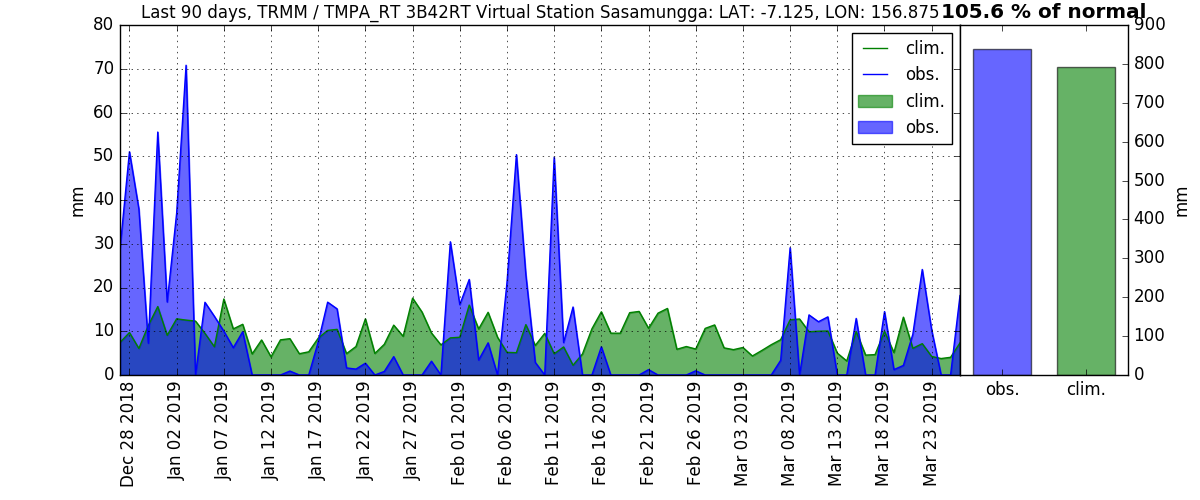 Last 90 days, TRMM / TMPA_RT 3B42RT Virtual Station Sasamungga: LAT: -7.125, LON: 156.875
105.6 % of normal
80
70
60
50
40
30
20
10
0
mm
clim.
obs.
clim.
obs.
900
800
700
600
500
400
300
200
100
0
mm
obs.
clim.
Dec 28 2018
Jan 02 2019
Jan 07 2019
Jan 12 2019
Jan 17 2019
Jan 22 2019
Jan 27 2019
Feb 01 2019
Feb 06 2019
Feb 11 2019
Feb 16 2019
Feb 21 2019
Feb 26 2019
Mar 03 2019
Mar 08 2019
Mar 13 2019
Mar 18 2019
Mar 23 2019